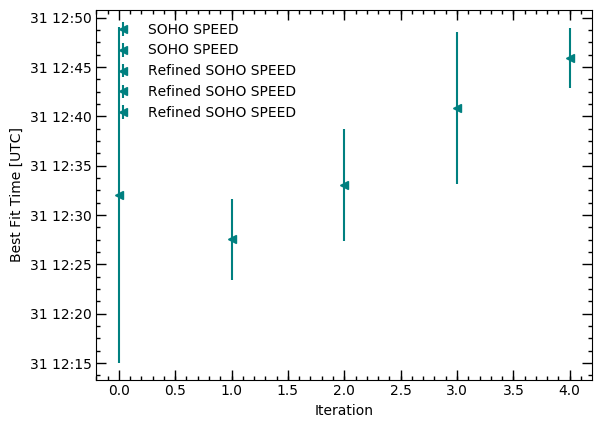 31 12:50
31 12:45
31 12:40
31 12:35
31 12:30
31 12:25
31 12:20
31 12:15
Best Fit Time [UTC]
SOHO SPEED
SOHO SPEED
Refined SOHO SPEED
Refined SOHO SPEED
Refined SOHO SPEED
0.0 0.5 1.0 1.5 2.0 2.5 3.0 3.5 4.0
Iteration